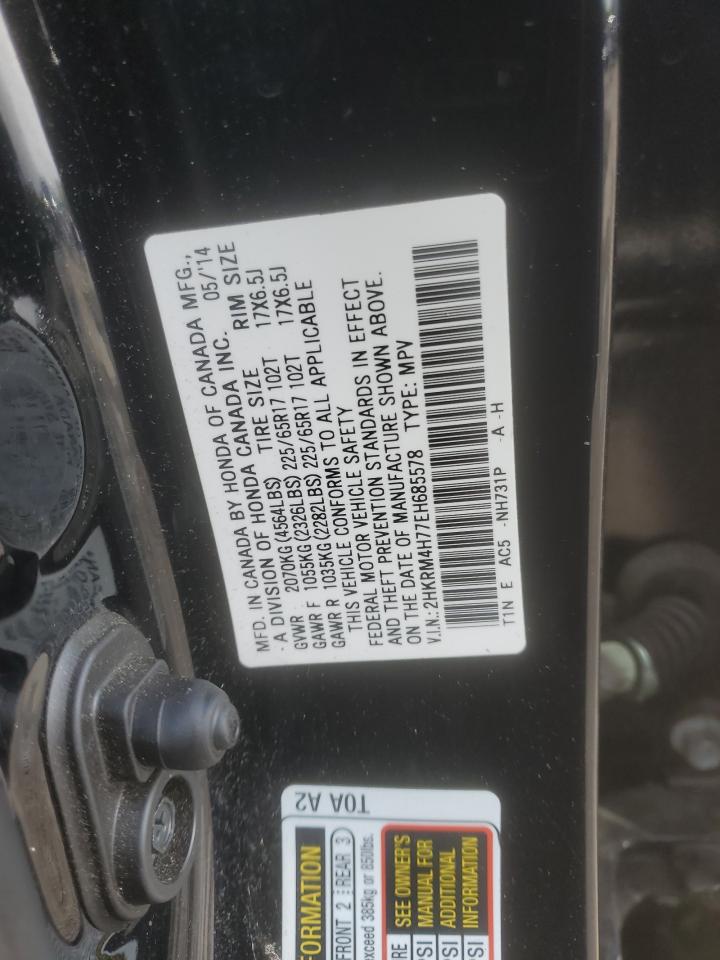 MFD. IN CANADA BY HONDA OF CANADA MFG.,
- A DIVISION OF HONDA CANADA INC. 05/'14
TIRE SIZE RIM SIZE
GVWR 2070KG(4564LBS)
GAWR F 1055KG(2326LBS) 225/65R17 102T 17X6.5J
GAWR R 1035KG(2282LBS) 225/65R17 102T 17X6.5J
THIS VEHICLE CONFORMS TO ALL APPLICABLE
FEDERAL MOTOR VEHICLE SAFETY
AND THEFT PREVENTION STANDARDS IN EFFECT
ON THE DATE OF MANUFACTURE SHOWN ABOVE.
V.I.N.: 2HKRM4H77EH685578 TYPE: MPV
T1N E AC5 -NH731P -A -H
T0A A2
FORMATION
FRONT 2 REAR 3
exceed 385kg or 850lbs.
SEE OWNER'S
MANUAL FOR
ADDITIONAL
INFORMATION